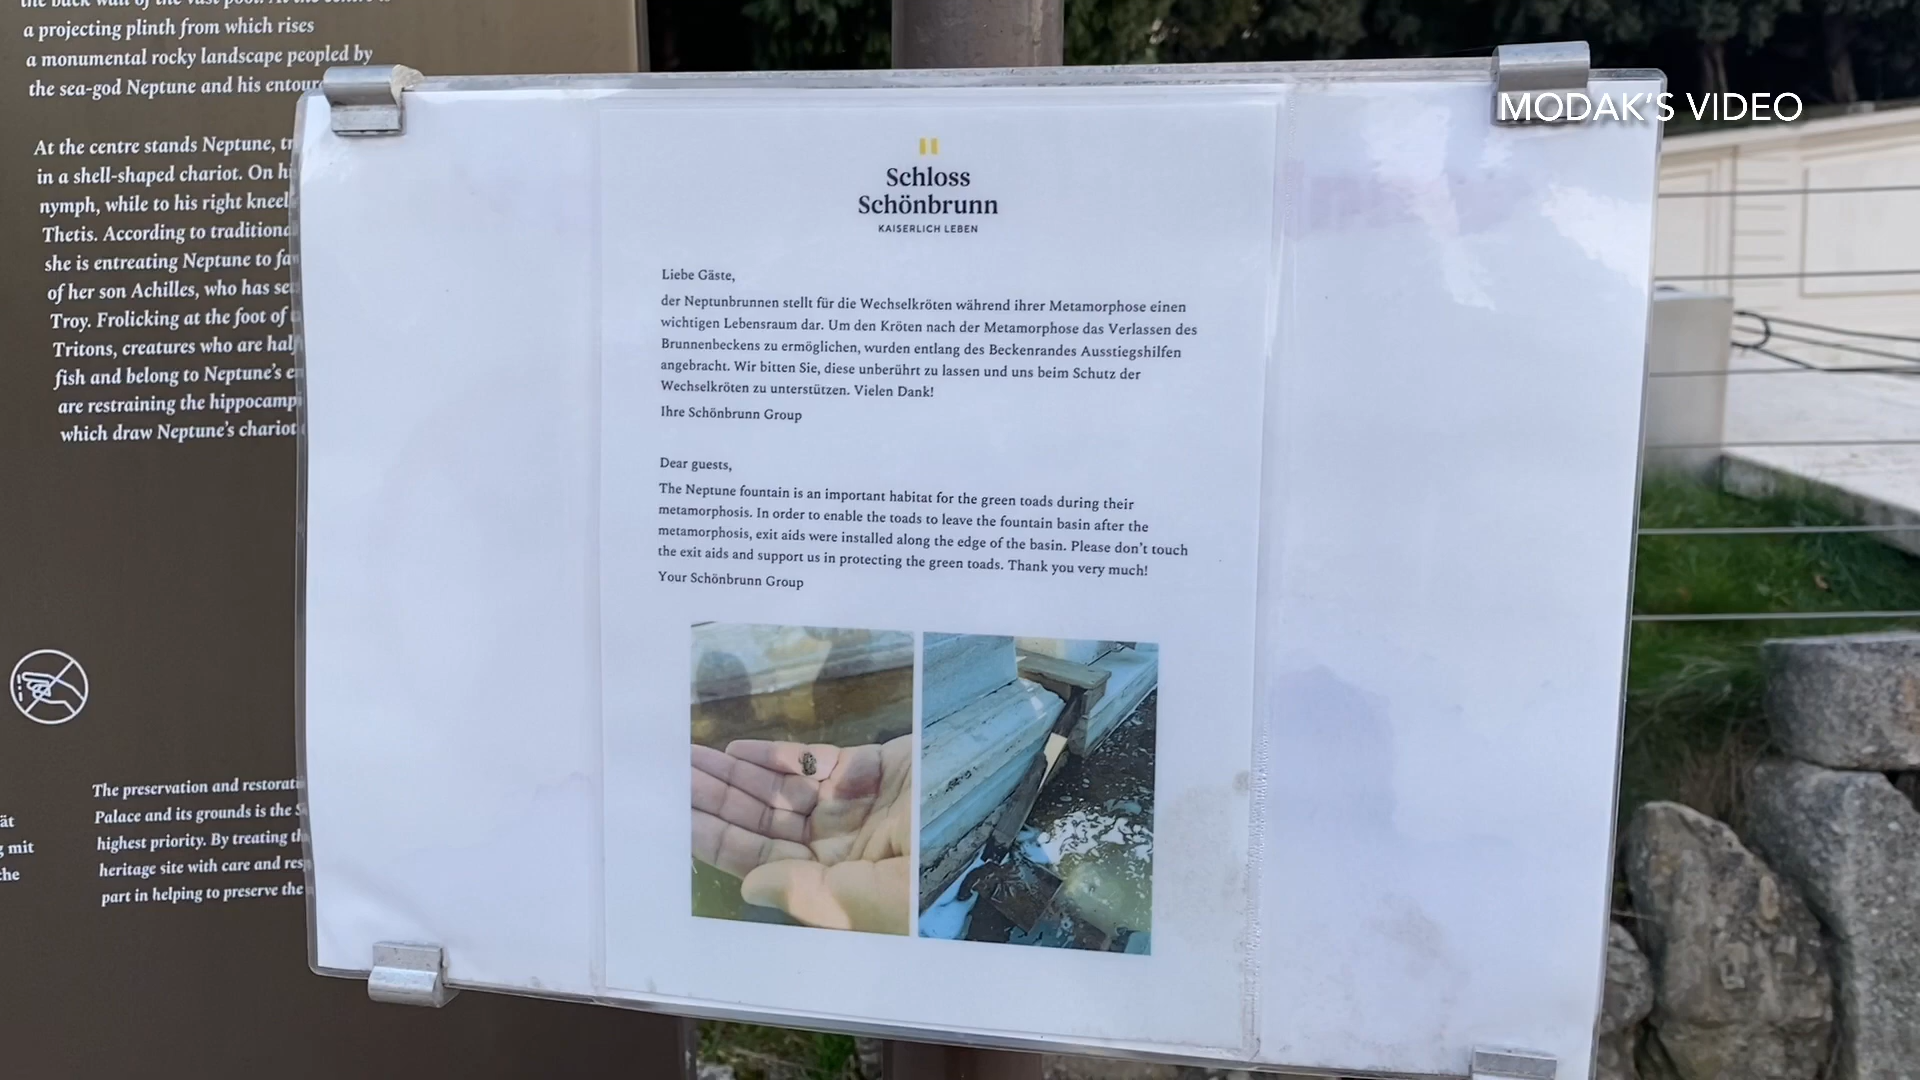 a projecting plinth from which rises
a monumental rocky landscape peopled by
the sea-god Neptune and his
At the centre stands Neptune,
in a shell-shaped chariot. On
nymph, while to his right
Thetis. According to
she is entreating Neptune to
of her son Achilles, who has
Troy. Frolicking at the foot of
Tritons, creatures who are
fish and belong to Neptune's
are restraining the
which draw Neptune's chariot
The preservation and
Palace and its grounds is the
highest priority. By treating
heritage site with care and
part in helping to preserve the
mit
MODAK'S VIDEO
Schloss
Schönbrunn
KAISERLICH LEBEN
Liebe Gäste,
der Neptunbrunnen stellt für die Wechselkröten während ihrer Metamorphose einen
wichtigen Lebensraum dar. Um den Kröten nach der Metamorphose das Verlassen des
Brunnenbeckens zu ermöglichen, wurden entlang des Beckenrandes Ausstiegshilfen
angebracht. Wir bitten Sie, diese unberührt zu lassen und uns beim Schutz der
Wechselkröten zu unterstützen. Vielen Dank!
Ihre Schönbrunn Group
Dear guests,
The Neptune fountain is an important habitat for the green toads during their
metamorphosis. In order to enable the toads to leave the fountain basin after the
metamorphosis, exit aids were installed along the edge of the basin. Please don't touch
the exit aids and support us in protecting the green toads. Thank you very much!
Your Schönbrunn Group